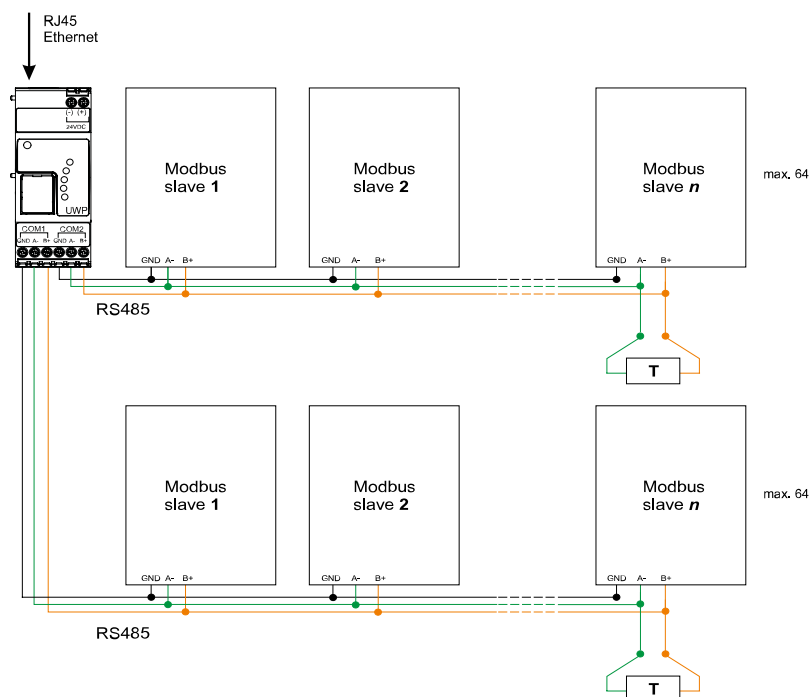 RJ45
Ethernet
(-) (+)
24VDC
UWP
COM1 COM2
GND A- B+ GND A- B+
Modbus
slave 1
Modbus
slave 2
Modbus
slave n
max. 64
GND A- B+
GND A- B+
GND A- B+
RS485
T
Modbus
slave 1
Modbus
slave 2
Modbus
slave n
max. 64
GND A- B+
GND A- B+
GND A- B+
RS485
T